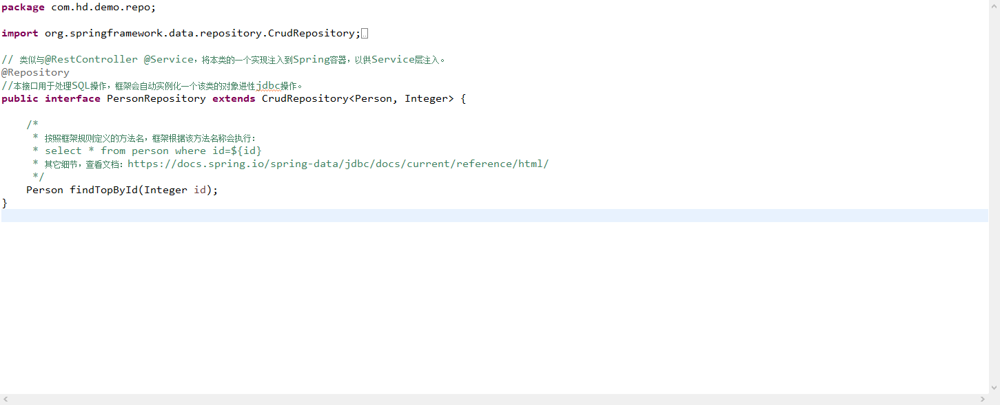 package com.hd.demo.repo;
import org.springframework.data.repository.CrudRepository;
// 类似与@RestController @Service，将本类的一个实现注入到Spring容器，以供Service层注入。
@Repository
//本接口用于处理SQL操作，框架会自动实例化一个该类的对象进性jdbc操作。
public interface PersonRepository extends CrudRepository<Person, Integer> {
/*
* 按照框架规则定义的方法名，框架根据该方法名称会执行：
* select * from person where id=${id}
* 其它细节，查看文档：https://docs.spring.io/spring-data/jdbc/docs/current/reference/html/
*/
Person findTopById(Integer id);
}